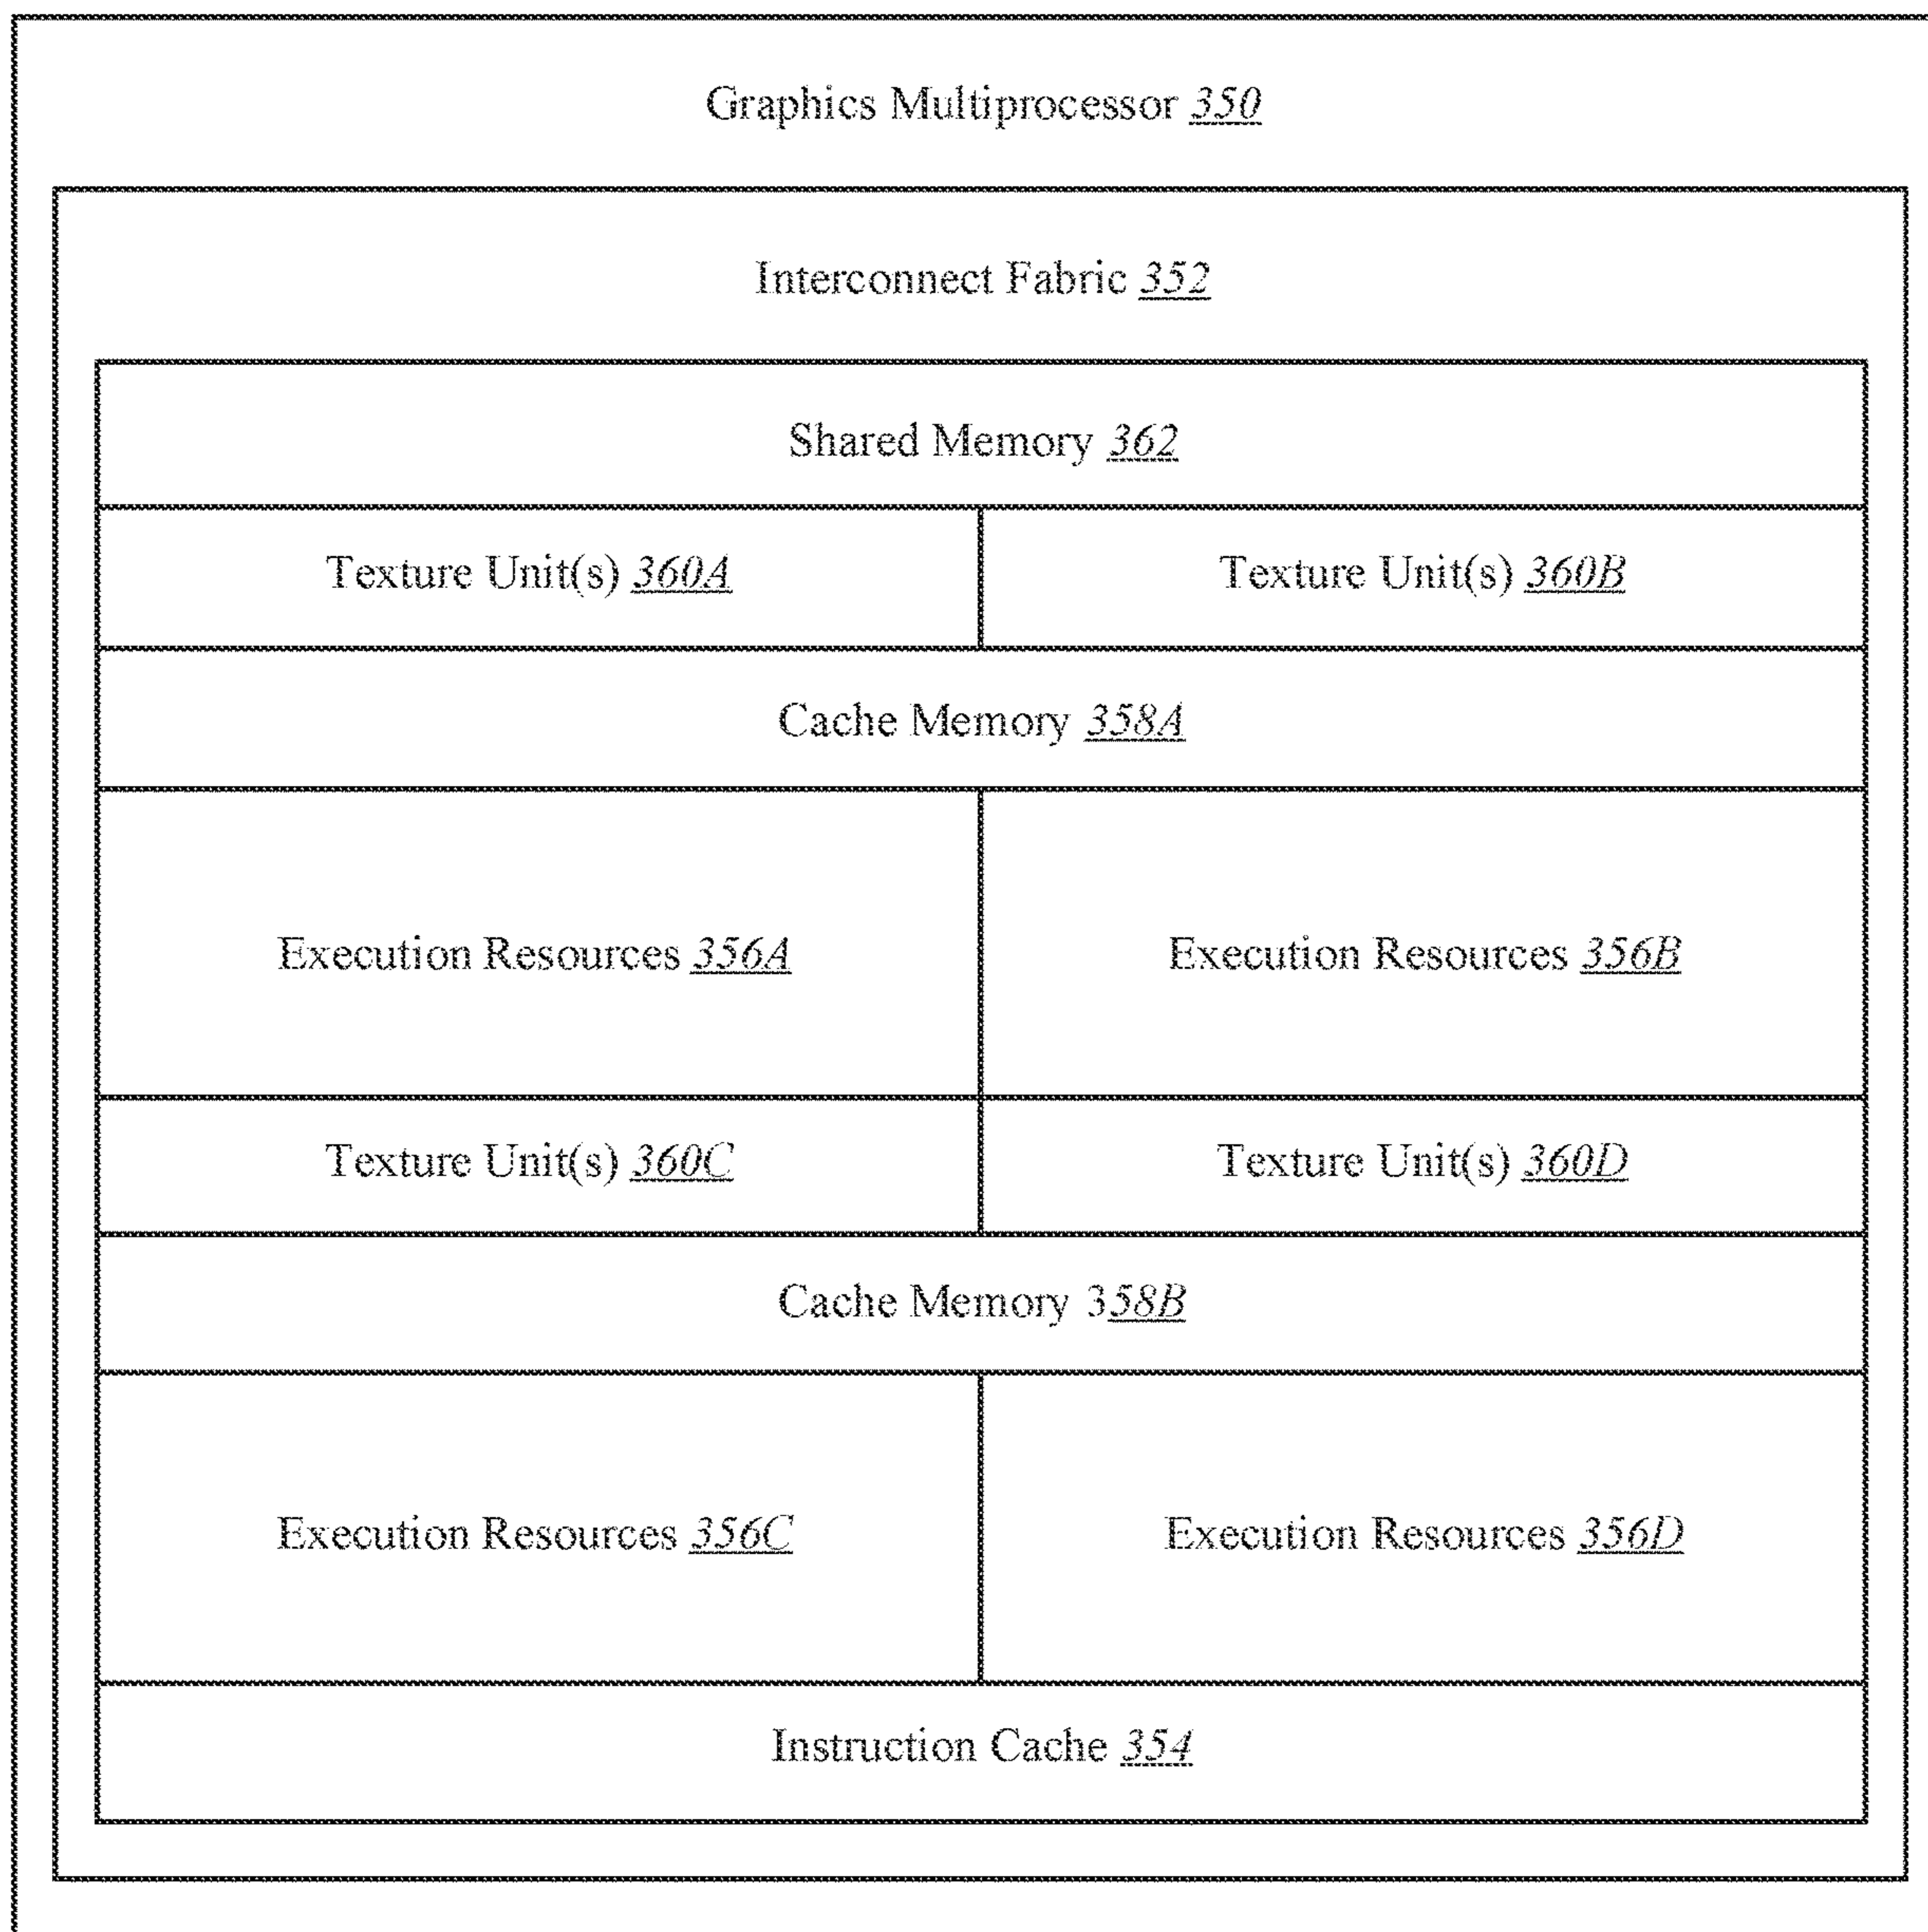 Graphics Multiprocessor 350
Interconnect Fabric 352
Shared Memory 362
Texture Unit(s) 360A
Texture Unit(s) 360B
Cache Memory 358A
Execution Resources 356A
Execution Resources 356B
Texture Unit(s) 360C
Texture Unit(s) 360D
Cache Memory 358B
Execution Resources 356C
Execution Resources 356D
Instruction Cache 354